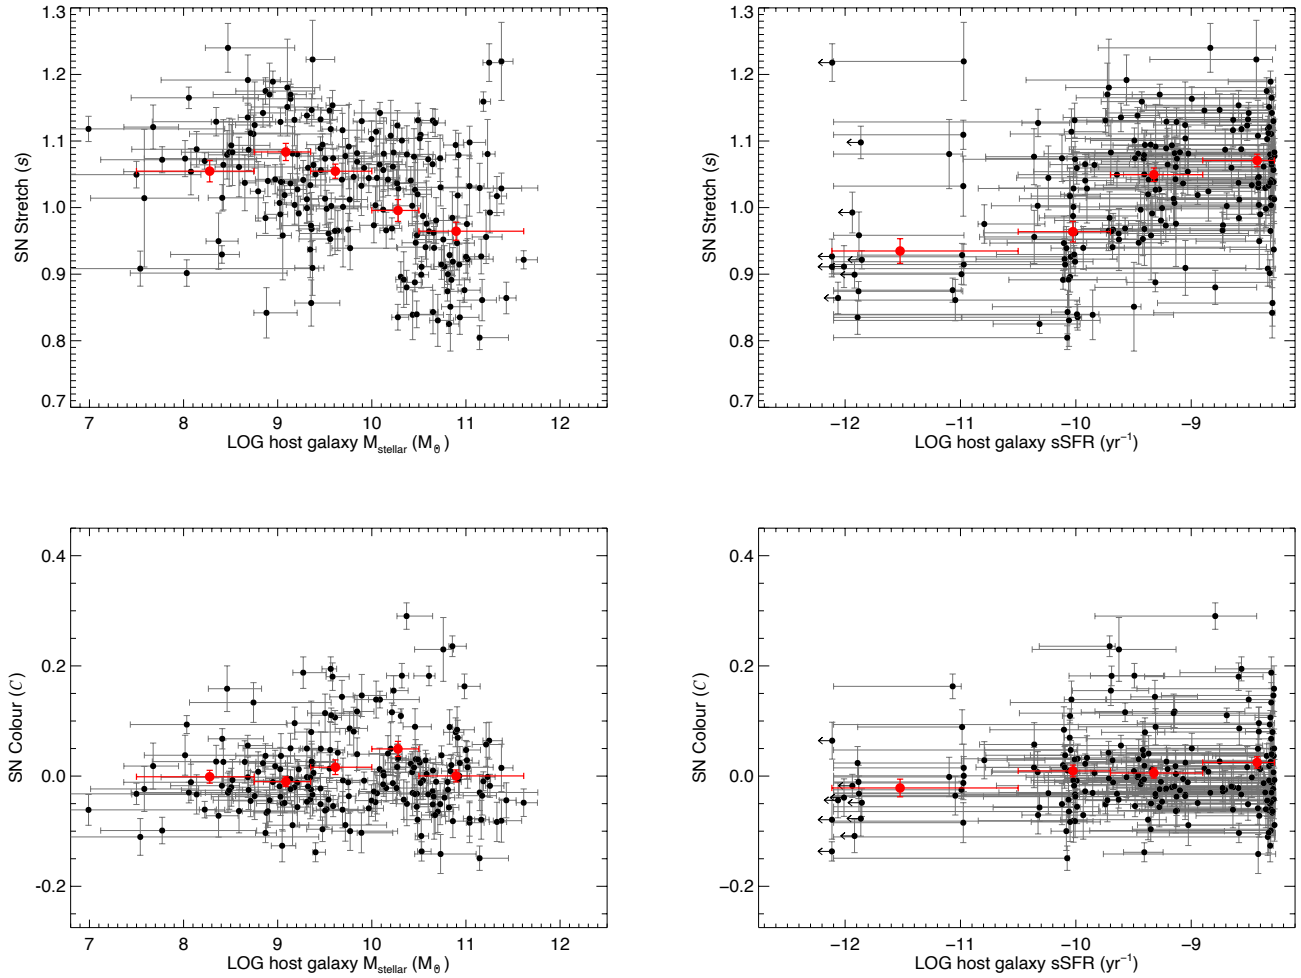 1.3
1.2
1.1
1.0
0.9
0.8
0.7
SN Stretch (s)
7 8 9 10 11 12
LOG host galaxy M_stellar (M_⊙)
1.3
1.2
1.1
1.0
0.9
0.8
0.7
SN Stretch (s)
−12 −11 −10 −9
LOG host galaxy sSFR (yr⁻¹)
0.4
0.2
0.0
-0.2
SN Colour (C)
7 8 9 10 11 12
LOG host galaxy M_stellar (M_⊙)
0.4
0.2
0.0
−0.2
SN Colour (C)
−12 −11 −10 −9
LOG host galaxy sSFR (yr⁻¹)